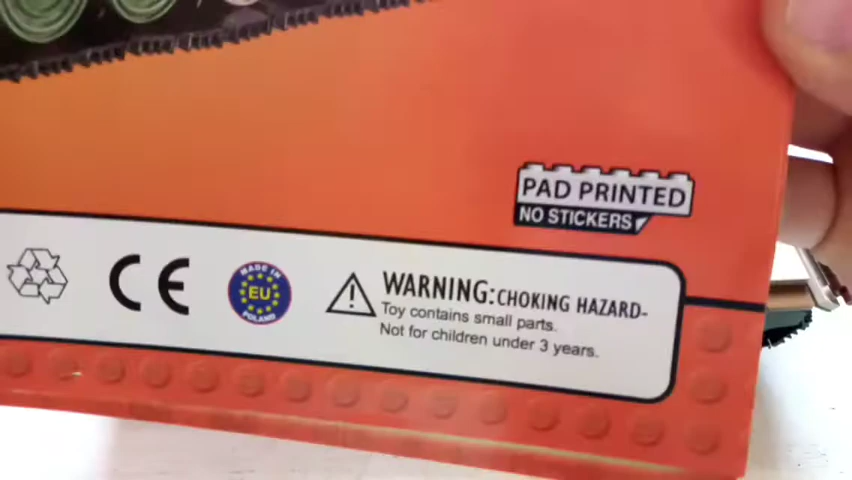 PAD PRINTED
NO STICKERS
CE
MADE IN
EU
POLAND
WARNING: CHOKING HAZARD-
Toy contains small parts.
Not for children under 3 years.